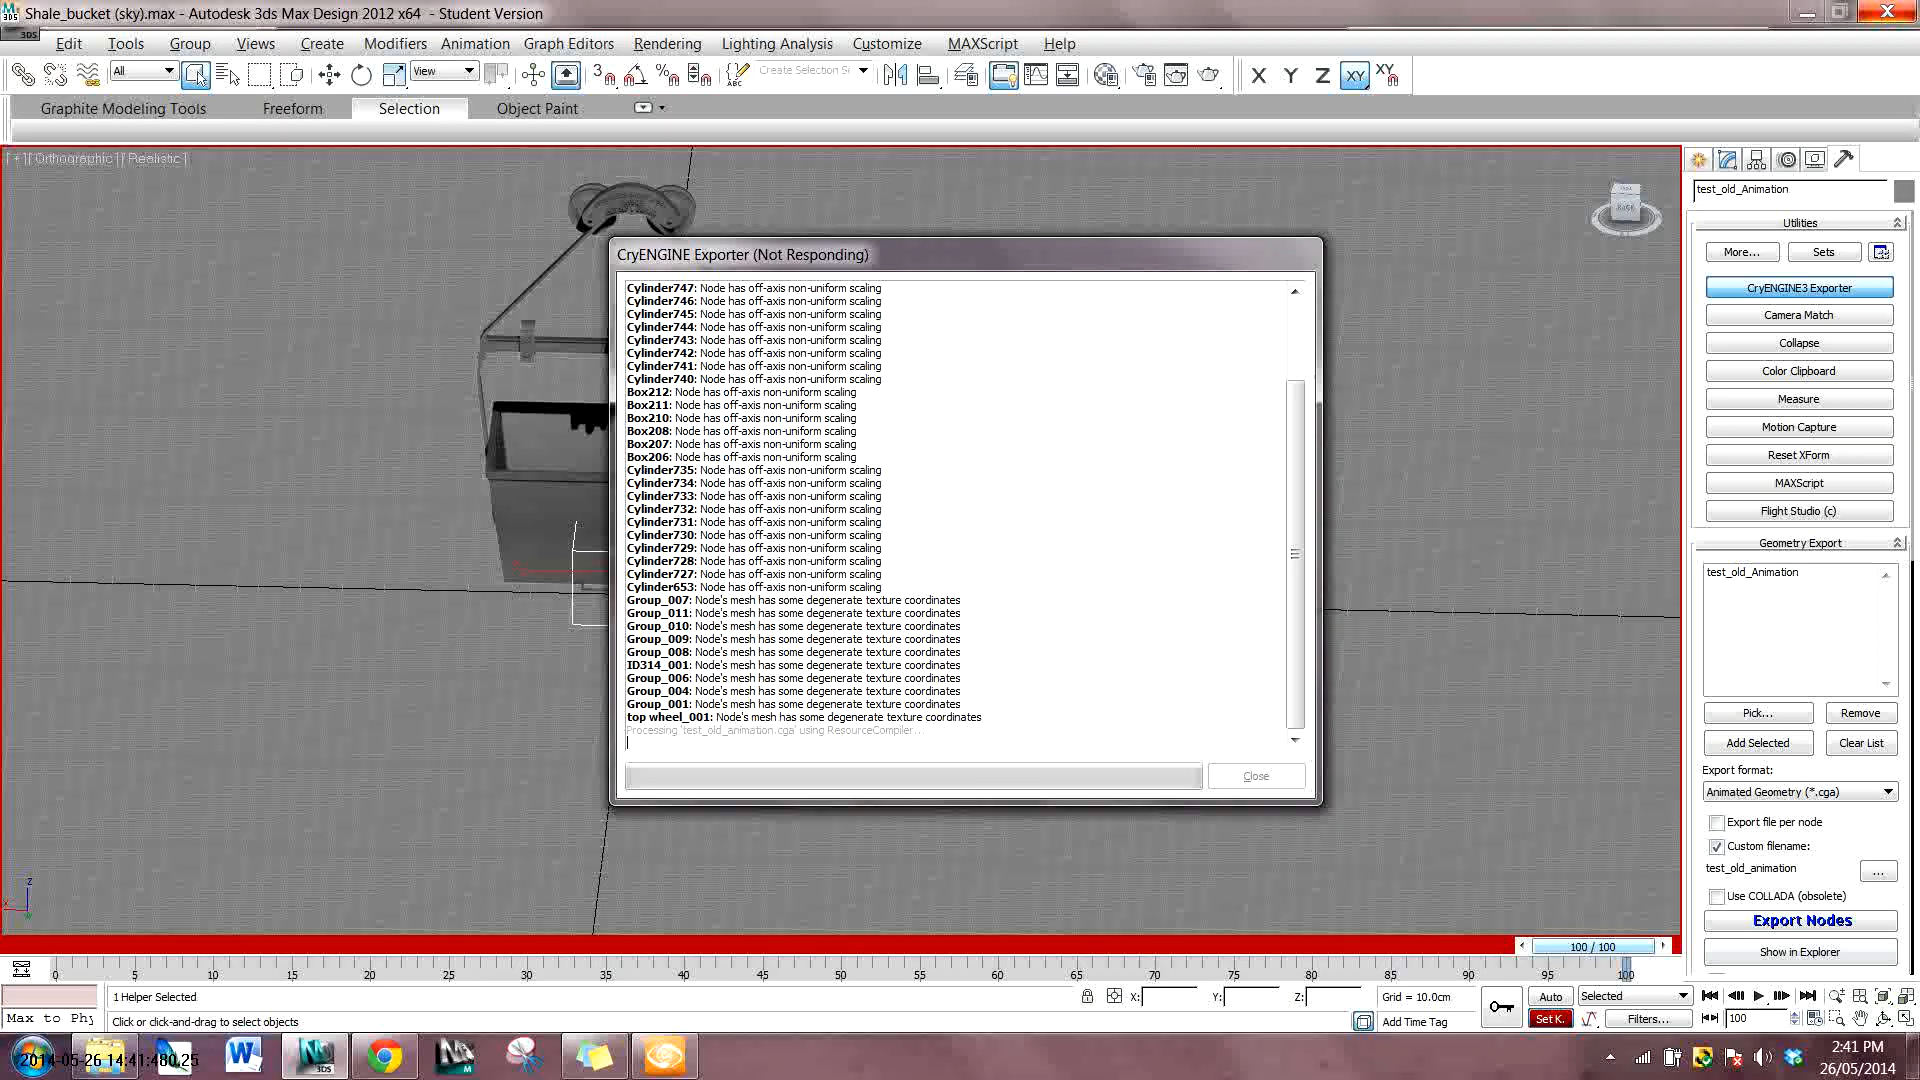 Shale_bucket (sky).max - Autodesk 3ds Max Design 2012 x64  - Student Version
3DS
Edit Tools Group Views Create Modifiers Animation Graph Editors Rendering Lighting Analysis Customize MAXScript Help
All View 3 ABC Create Selection Se X Y Z XY XY
Graphite Modeling Tools Freeform Selection Object Paint
[ + ][ Orthographic ][ Realistic ]
BACK
CryENGINE Exporter (Not Responding)
Cylinder747: Node has off-axis non-uniform scaling
Cylinder746: Node has off-axis non-uniform scaling
Cylinder745: Node has off-axis non-uniform scaling
Cylinder744: Node has off-axis non-uniform scaling
Cylinder743: Node has off-axis non-uniform scaling
Cylinder742: Node has off-axis non-uniform scaling
Cylinder741: Node has off-axis non-uniform scaling
Cylinder740: Node has off-axis non-uniform scaling
Box212: Node has off-axis non-uniform scaling
Box211: Node has off-axis non-uniform scaling
Box210: Node has off-axis non-uniform scaling
Box208: Node has off-axis non-uniform scaling
Box207: Node has off-axis non-uniform scaling
Box206: Node has off-axis non-uniform scaling
Cylinder735: Node has off-axis non-uniform scaling
Cylinder734: Node has off-axis non-uniform scaling
Cylinder733: Node has off-axis non-uniform scaling
Cylinder732: Node has off-axis non-uniform scaling
Cylinder731: Node has off-axis non-uniform scaling
Cylinder730: Node has off-axis non-uniform scaling
Cylinder729: Node has off-axis non-uniform scaling
Cylinder728: Node has off-axis non-uniform scaling
Cylinder727: Node has off-axis non-uniform scaling
Cylinder653: Node has off-axis non-uniform scaling
Group_007: Node's mesh has some degenerate texture coordinates
Group_011: Node's mesh has some degenerate texture coordinates
Group_010: Node's mesh has some degenerate texture coordinates
Group_009: Node's mesh has some degenerate texture coordinates
Group_008: Node's mesh has some degenerate texture coordinates
ID314_001: Node's mesh has some degenerate texture coordinates
Group_006: Node's mesh has some degenerate texture coordinates
Group_004: Node's mesh has some degenerate texture coordinates
Group_001: Node's mesh has some degenerate texture coordinates
top wheel_001: Node's mesh has some degenerate texture coordinates
Processing 'test_old_animation.cga' using ResourceCompiler...
Close
test_old_Animation
Utilities
More... Sets
CryENGINE3 Exporter
Camera Match
Collapse
Color Clipboard
Measure
Motion Capture
Reset XForm
MAXScript
Flight Studio (c)
Geometry Export
test_old_Animation
Pick... Remove
Add Selected Clear List
Export format:
Animated Geometry (*.cga)
Export file per node
Custom filename:
test_old_animation ...
Use COLLADA (obsolete)
Export Nodes
Show in Explorer
z
x
100 / 100
0 5 10 15 20 25 30 35 40 45 50 55 60 65 70 75 80 85 90 95 100
1 Helper Selected X: Y: Z: Grid = 10.0cm Auto Selected
Max to Phy Click or click-and-drag to select objects Add Time Tag Set K. Filters... 100
2014-05-26 14:41:480.25
3DS
M
2:41 PM
26/05/2014